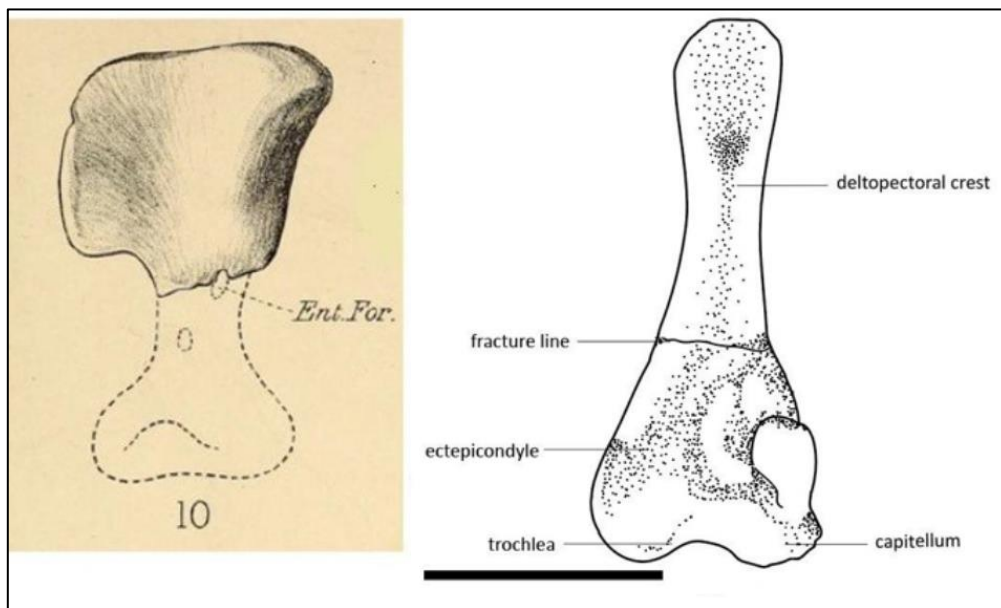 Ent. For.
10
deltopectoral crest
fracture line
ectepicondyle
trochlea
capitellum